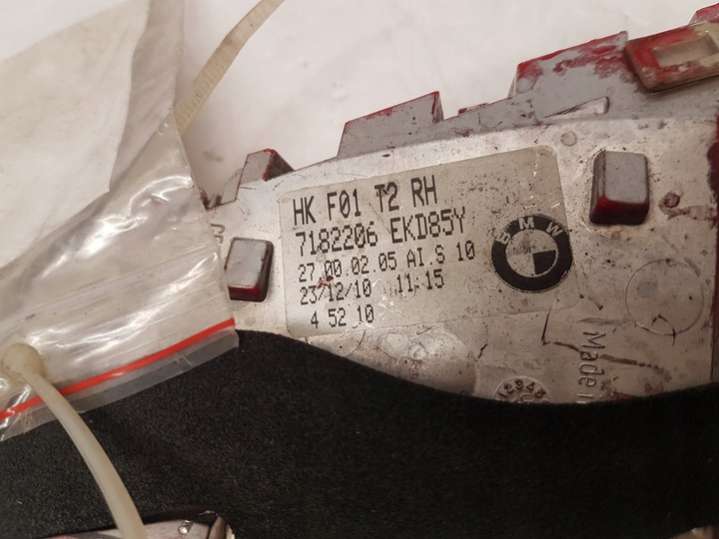 HK F01 T2 RH
7182206 EKD85Y
27.00.02.05 AI.S 10
23/12/10 11:15
4 52 10
BMW
Made